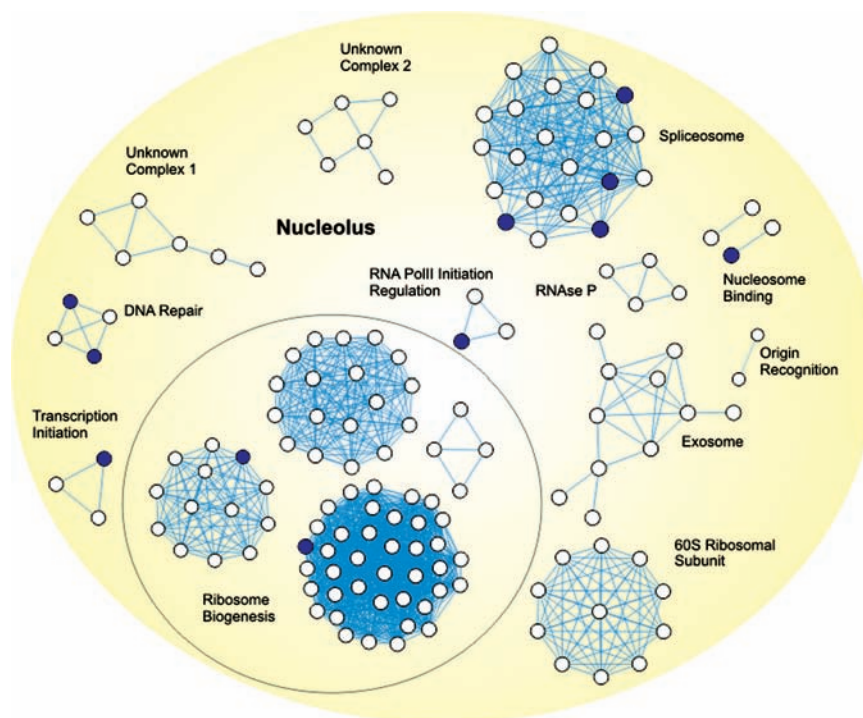 Unknown
Complex 2
Spliceosome
Unknown
Complex 1
Nucleolus
RNA PolII Initiation
Regulation
RNAse P
Nucleosome
Binding
DNA Repair
Origin
Recognition
Transcription
Initiation
Exosome
60S Ribosomal
Subunit
Ribosome
Biogenesis